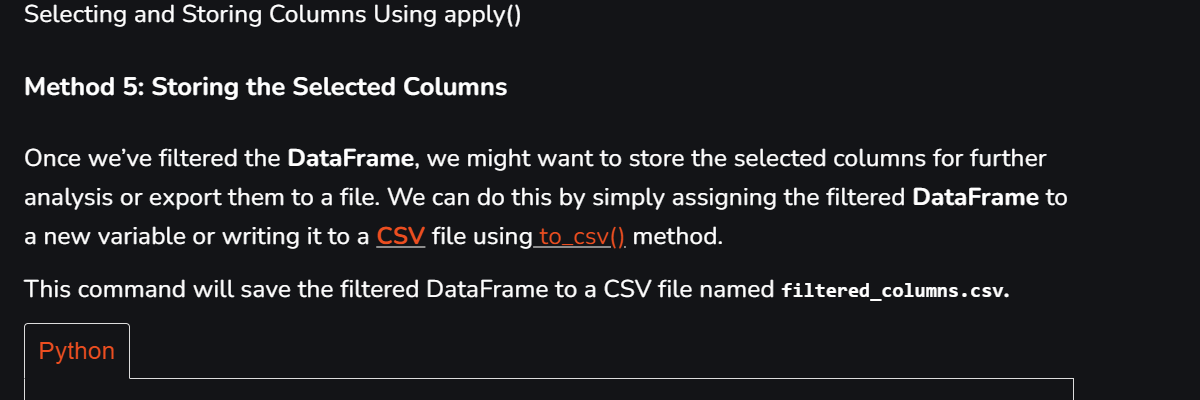 Selecting and Storing Columns Using apply()
Method 5: Storing the Selected Columns
Once we’ve filtered the DataFrame, we might want to store the selected columns for further
analysis or export them to a file. We can do this by simply assigning the filtered DataFrame to
a new variable or writing it to a CSV file using to_csv() method.
This command will save the filtered DataFrame to a CSV file named filtered_columns.csv.
Python